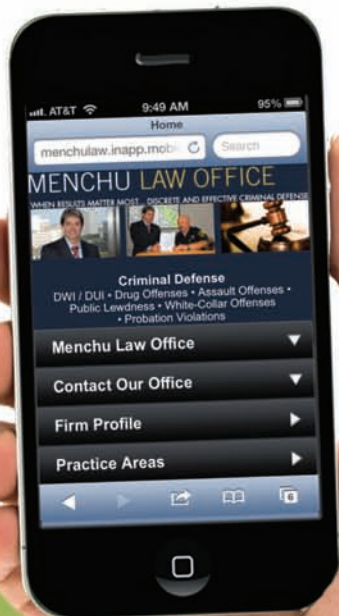 AT&T 9:49 AM 95%
Home
menchulaw.inapp.mobi Search
MENCHU LAW OFFICE
WHEN RESULTS MATTER MOST... DISCRETE AND EFFECTIVE CRIMINAL DEFENSE
Criminal Defense
DWI / DUI • Drug Offenses • Assault Offenses •
Public Lewdness • White-Collar Offenses
• Probation Violations
Menchu Law Office
Contact Our Office
Firm Profile
Practice Areas
6